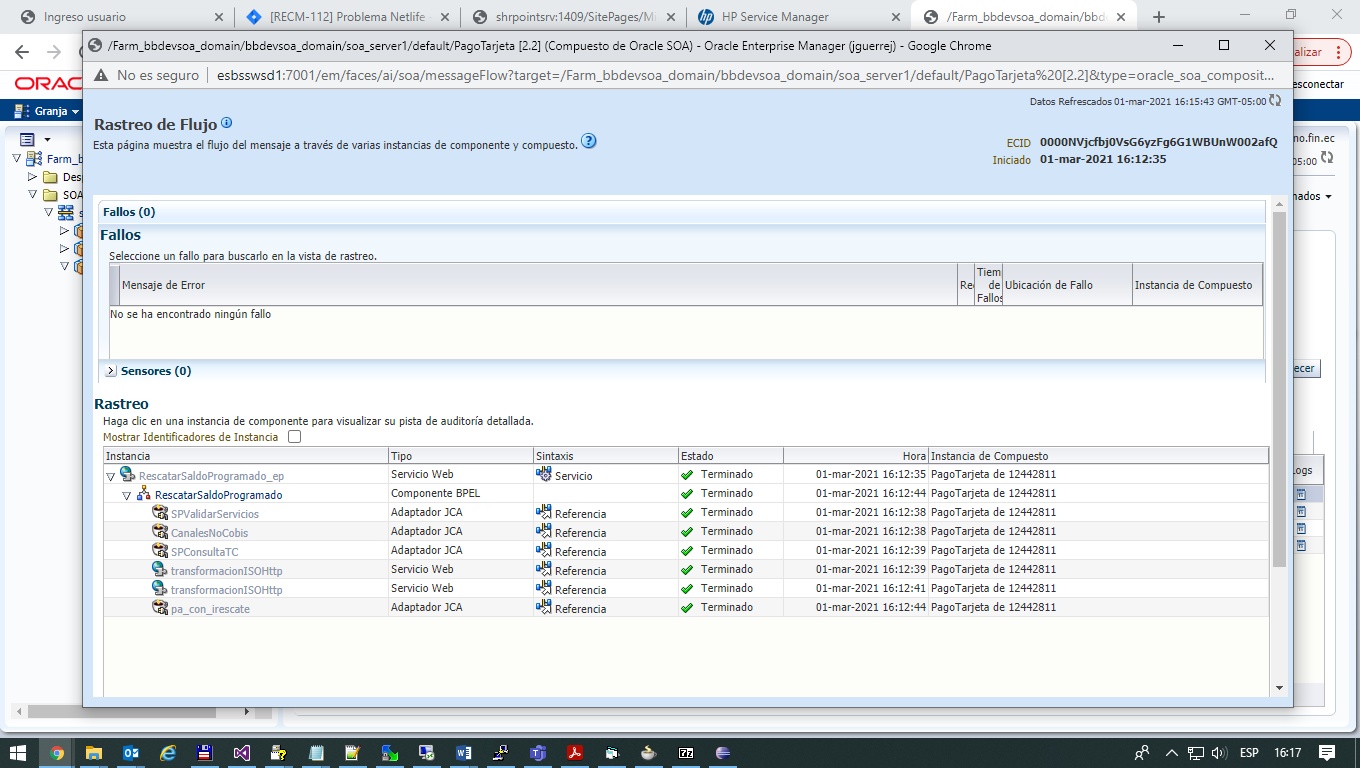 Ingreso usuario
[RECM-112] Problema Netlife -
shrpointsrv:1409/SitePages/Mi
HP Service Manager
/Farm_bbdevsoa_domain/bbd
/Farm_bbdevsoa_domain/bbdevsoa_domain/soa_server1/default/PagoTarjeta [2.2] (Compuesto de Oracle SOA) - Oracle Enterprise Manager (jguerrej) - Google Chrome
No es seguro
esbsswsd1:7001/em/faces/ai/soa/messageFlow?target=/Farm_bbdevsoa_domain/bbdevsoa_domain/soa_server1/default/PagoTarjeta%20[2.2]&type=oracle_soa_composit...
alizar
ORAC
esconectar
Granja
Datos Refrescados 01-mar-2021 16:15:43 GMT-05:00
Rastreo de Flujo
Esta página muestra el flujo del mensaje a través de varias instancias de componente y compuesto.
ECID 0000NVjcfbj0VsG6yzFg6G1WBUnW002afQ
Iniciado 01-mar-2021 16:12:35
no.fin.ec
05:00
Farm_b
Des
SOA
s
nados
Fallos (0)
Fallos
Seleccione un fallo para buscarlo en la vista de rastreo.
Mensaje de Error
Rec
Tiem de Fallos
Ubicación de Fallo
Instancia de Compuesto
No se ha encontrado ningún fallo
Sensores (0)
ecer
Rastreo
Haga clic en una instancia de componente para visualizar su pista de auditoría detallada.
Mostrar Identificadores de Instancia
Instancia Tipo Sintaxis Estado Hora Instancia de Compuesto
RescatarSaldoProgramado_ep Servicio Web Servicio Terminado 01-mar-2021 16:12:35 PagoTarjeta de 12442811
RescatarSaldoProgramado Componente BPEL Terminado 01-mar-2021 16:12:44 PagoTarjeta de 12442811
SPValidarServicios Adaptador JCA Referencia Terminado 01-mar-2021 16:12:38 PagoTarjeta de 12442811
CanalesNoCobis Adaptador JCA Referencia Terminado 01-mar-2021 16:12:38 PagoTarjeta de 12442811
SPConsultaTC Adaptador JCA Referencia Terminado 01-mar-2021 16:12:39 PagoTarjeta de 12442811
transformacionISOHttp Servicio Web Referencia Terminado 01-mar-2021 16:12:39 PagoTarjeta de 12442811
transformacionISOHttp Servicio Web Referencia Terminado 01-mar-2021 16:12:41 PagoTarjeta de 12442811
pa_con_irescate Adaptador JCA Referencia Terminado 01-mar-2021 16:12:44 PagoTarjeta de 12442811
ogs
ESP 16:17